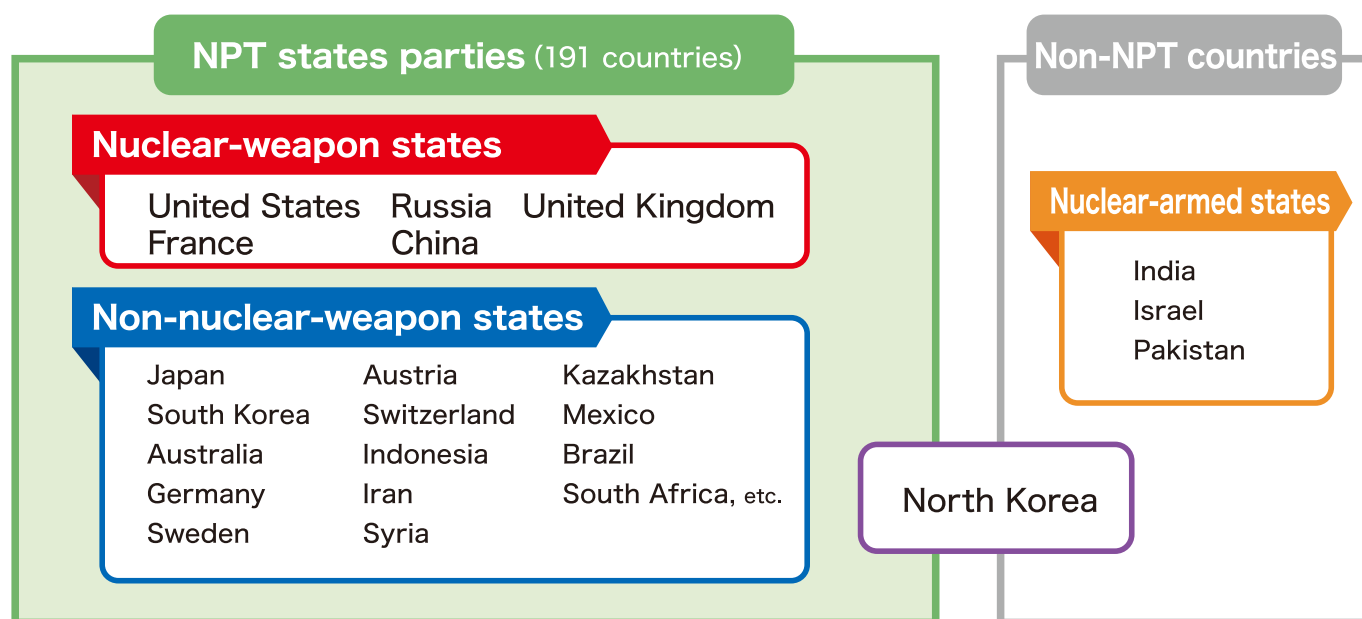 NPT states parties (191 countries)
Nuclear-weapon states
United States Russia United Kingdom
France China
Non-nuclear-weapon states
Japan Austria Kazakhstan
South Korea Switzerland Mexico
Australia Indonesia Brazil
Germany Iran South Africa, etc.
Sweden Syria
Non-NPT countries
Nuclear-armed states
India
Israel
Pakistan
North Korea